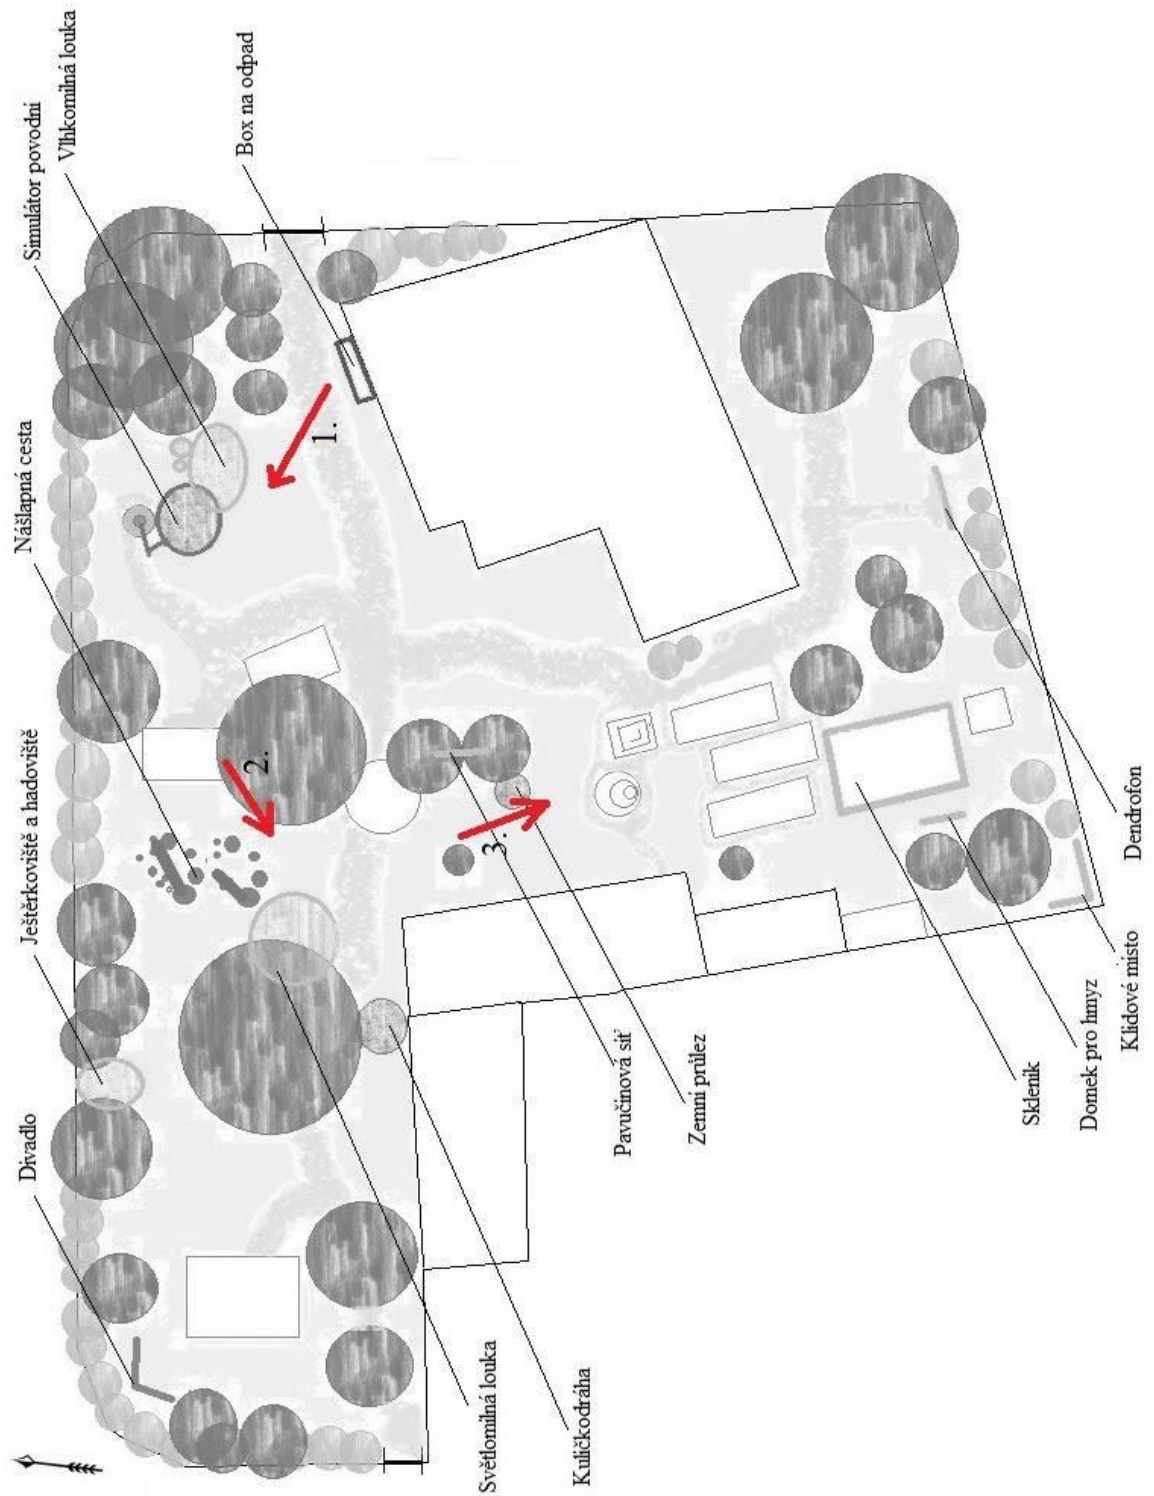 Divadlo
Ještěrkoviště a hadoviště
Nášlapná cesta
Simulátor povodní
Vlhkomilná louka
Box na odpad
1.
2.
3.
Světlomilná louka
Kuličkodráha
Pavučinová síť
Zemní průlez
Skleník
Domek pro hmyz
Klidové místo
Dendrofon